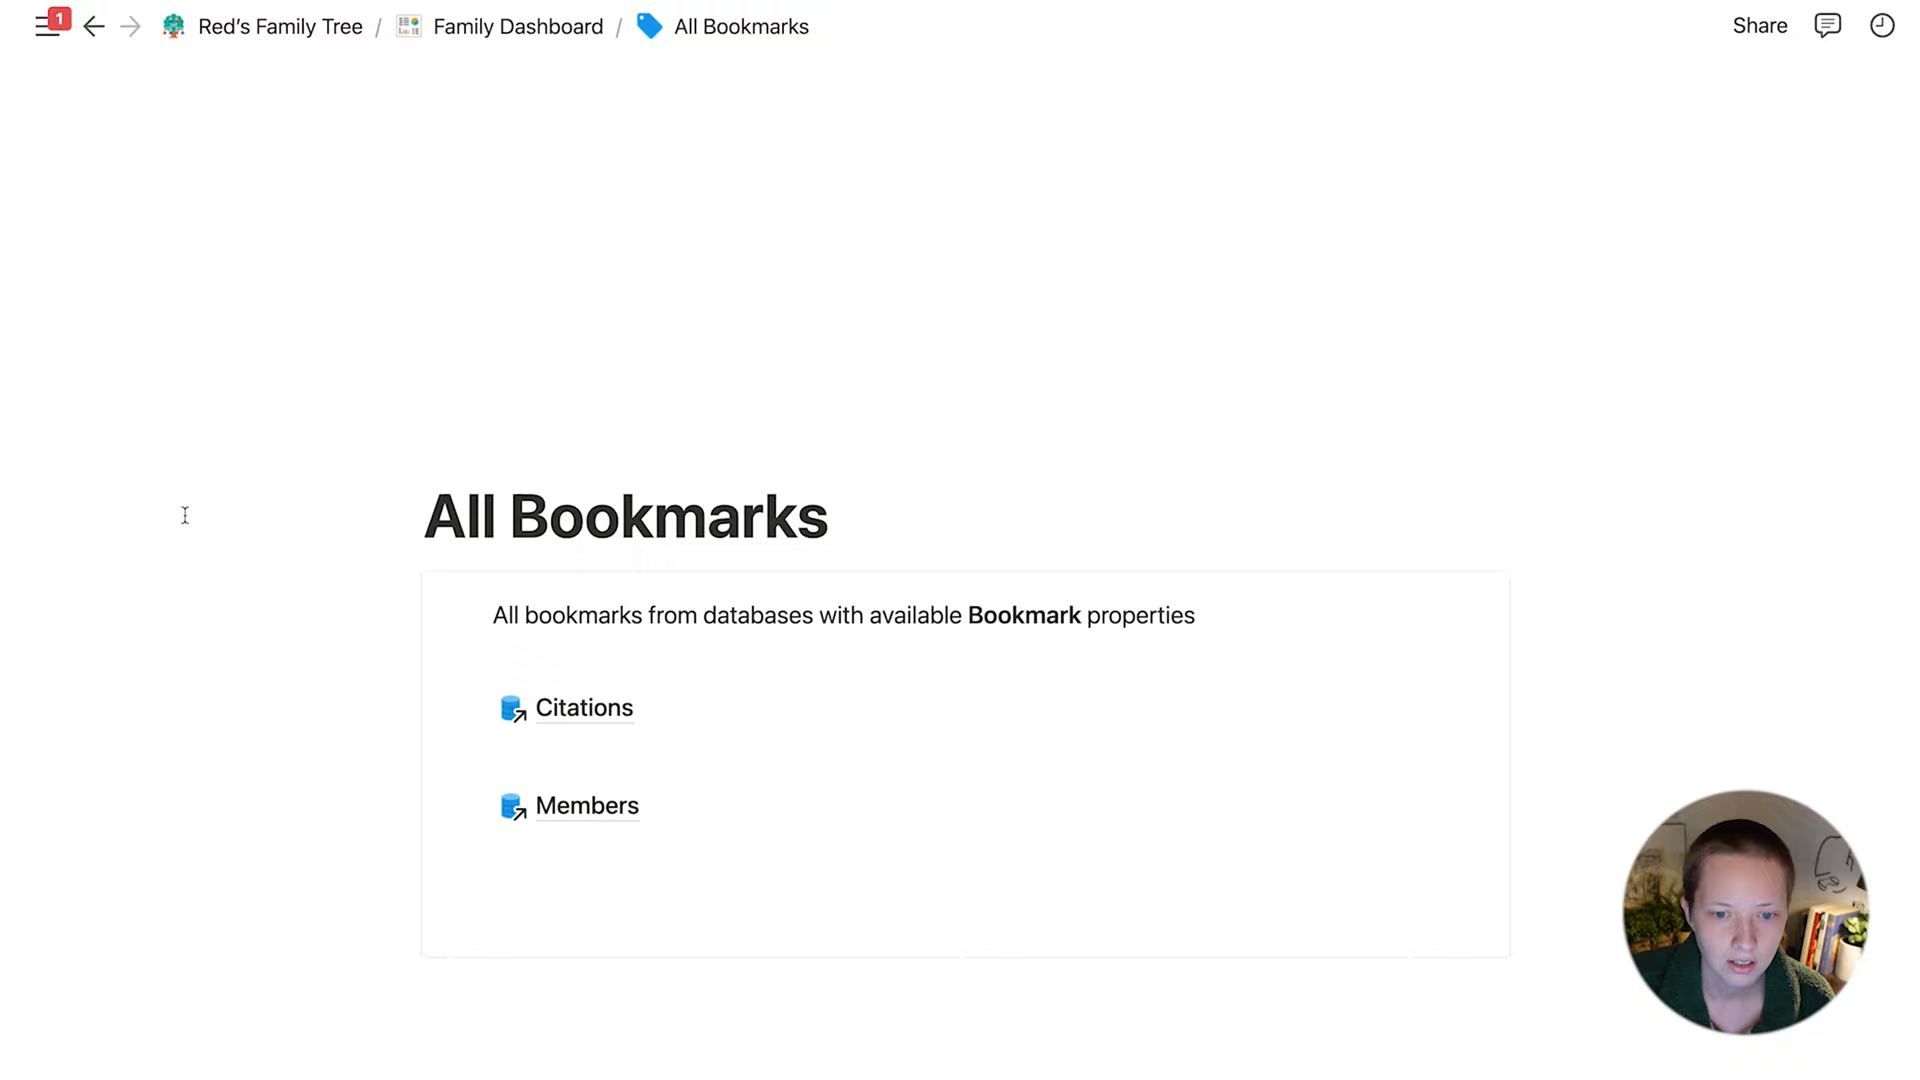 1
Red’s Family Tree / Family Dashboard / All Bookmarks
Share
All Bookmarks
All bookmarks from databases with available Bookmark properties
Citations
Members